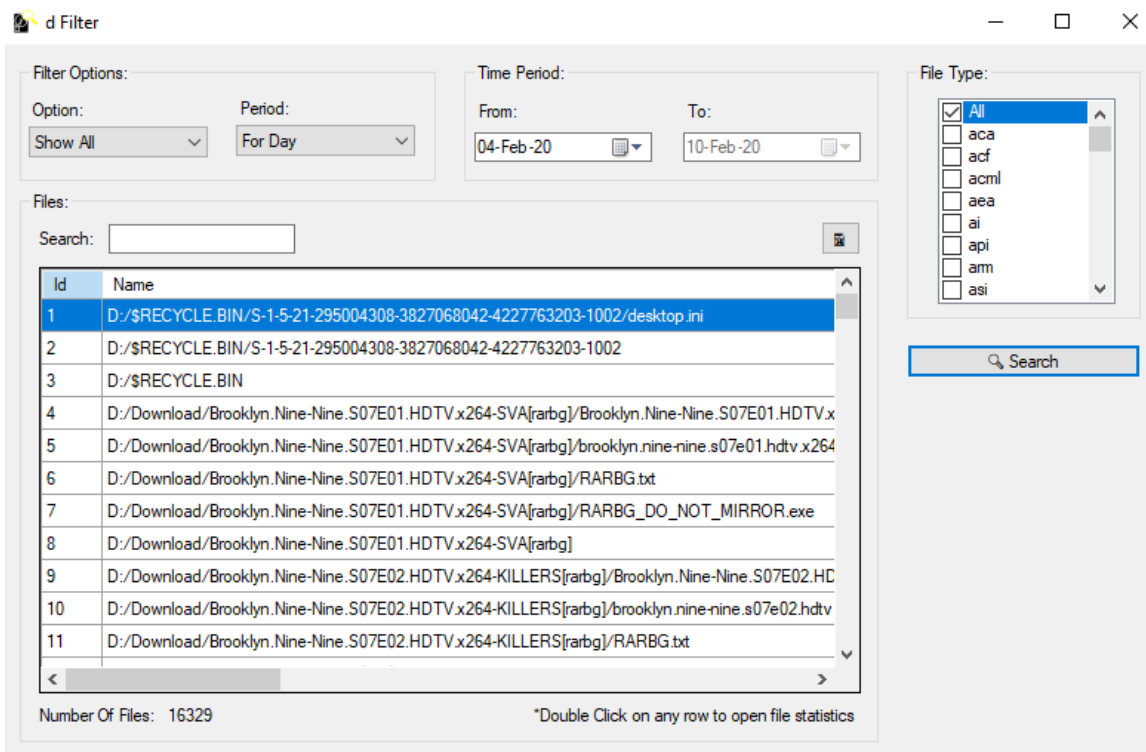 d Filter
Filter Options:
Option: Period:
Show All For Day
Time Period:
From: To:
04-Feb-20 10-Feb-20
File Type:
All
aca
acf
acml
aea
ai
api
arm
asi
Search
Files:
Search:
Id Name
1 D:/$RECYCLE.BIN/S-1-5-21-295004308-3827068042-4227763203-1002/desktop.ini
2 D:/$RECYCLE.BIN/S-1-5-21-295004308-3827068042-4227763203-1002
3 D:/$RECYCLE.BIN
4 D:/Download/Brooklyn.Nine-Nine.S07E01.HDTV.x264-SVA[rarbg]/Brooklyn.Nine-Nine.S07E01.HDTV.x
5 D:/Download/Brooklyn.Nine-Nine.S07E01.HDTV.x264-SVA[rarbg]/brooklyn.nine-nine.s07e01.hdtv.x264
6 D:/Download/Brooklyn.Nine-Nine.S07E01.HDTV.x264-SVA[rarbg]/RARBG.txt
7 D:/Download/Brooklyn.Nine-Nine.S07E01.HDTV.x264-SVA[rarbg]/RARBG_DO_NOT_MIRROR.exe
8 D:/Download/Brooklyn.Nine-Nine.S07E01.HDTV.x264-SVA[rarbg]
9 D:/Download/Brooklyn.Nine-Nine.S07E02.HDTV.x264-KILLERS[rarbg]/Brooklyn.Nine-Nine.S07E02.HD
10 D:/Download/Brooklyn.Nine-Nine.S07E02.HDTV.x264-KILLERS[rarbg]/brooklyn.nine-nine.s07e02.hdtv
11 D:/Download/Brooklyn.Nine-Nine.S07E02.HDTV.x264-KILLERS[rarbg]/RARBG.txt
Number Of Files: 16329 *Double Click on any row to open file statistics